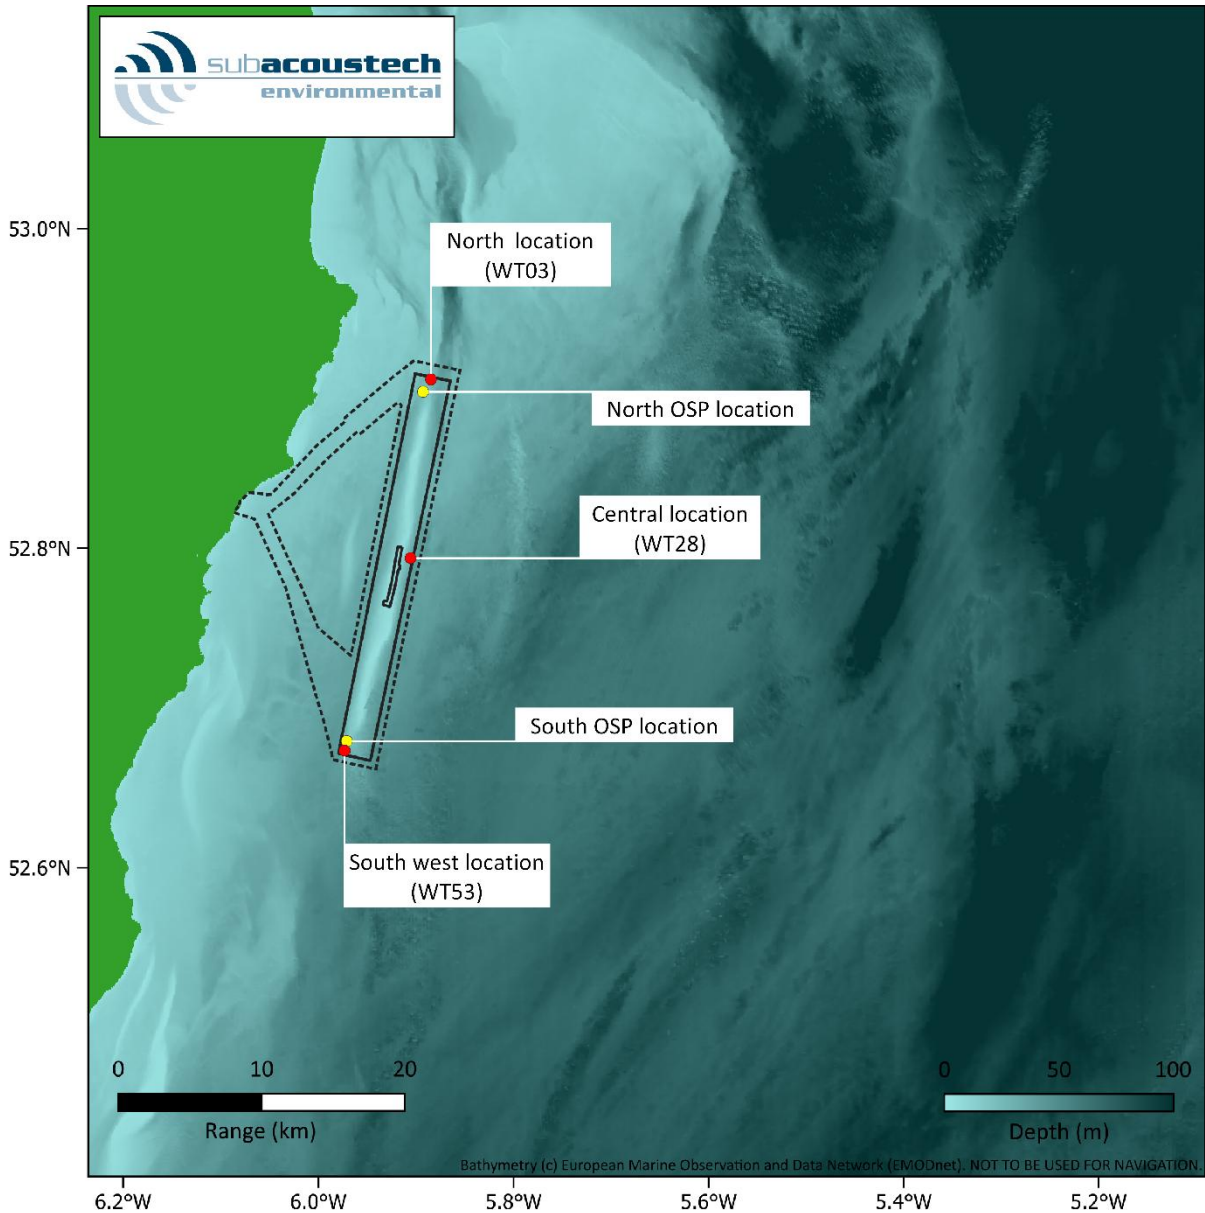 subacoustech
environmental
53.0°N
North  location
(WT03)
North OSP location
Central location
(WT28)
52.8°N
South OSP location
52.6°N
South west location
(WT53)
0 10 20
Range (km)
0 50 100
Depth (m)
Bathymetry (c) European Marine Observation and Data Network (EMODnet). NOT TO BE USED FOR NAVIGATION.
6.2°W 6.0°W 5.8°W 5.6°W 5.4°W 5.2°W